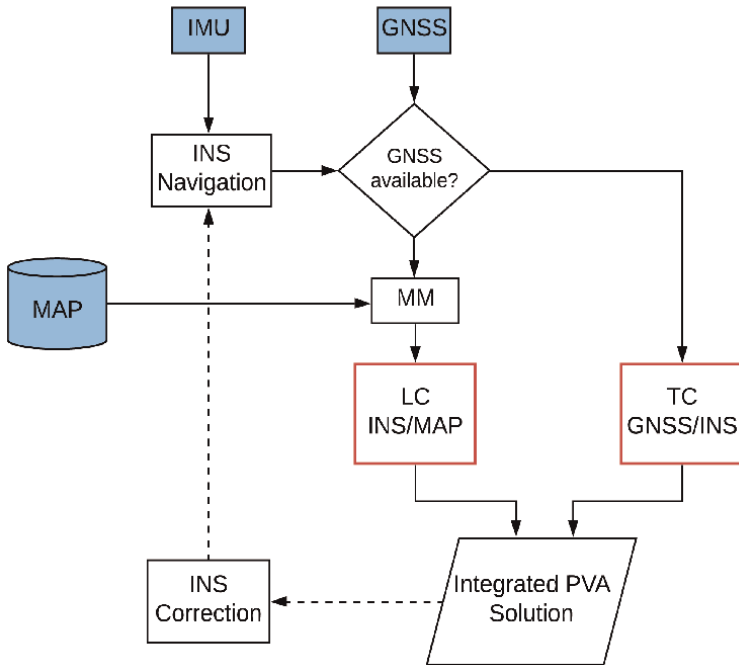 IMU
GNSS
INS
Navigation
GNSS
available?
MAP
MM
LC
INS/MAP
TC
GNSS/INS
INS
Correction
Integrated PVA
Solution